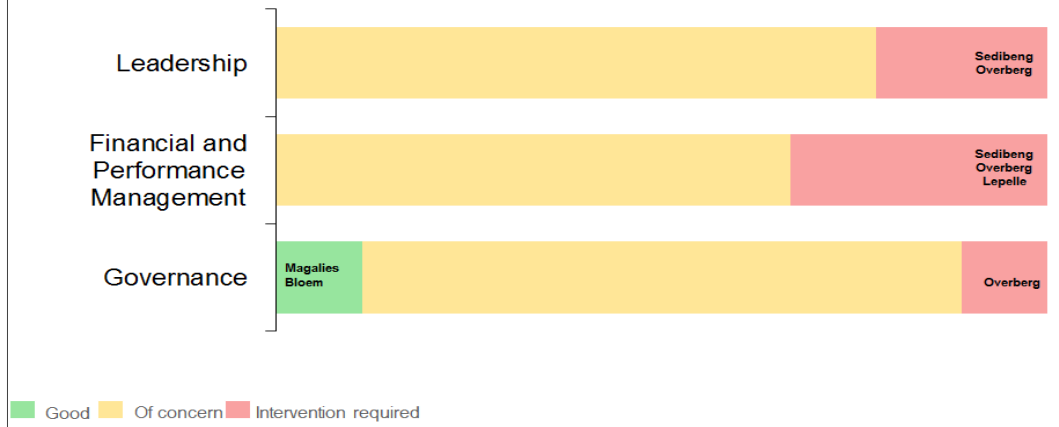 Leadership
Sedibeng
Overberg
Financial and
Performance
Management
Sedibeng
Overberg
Lepelle
Governance
Magalies
Bloem
Overberg
Good
Of concern
Intervention required